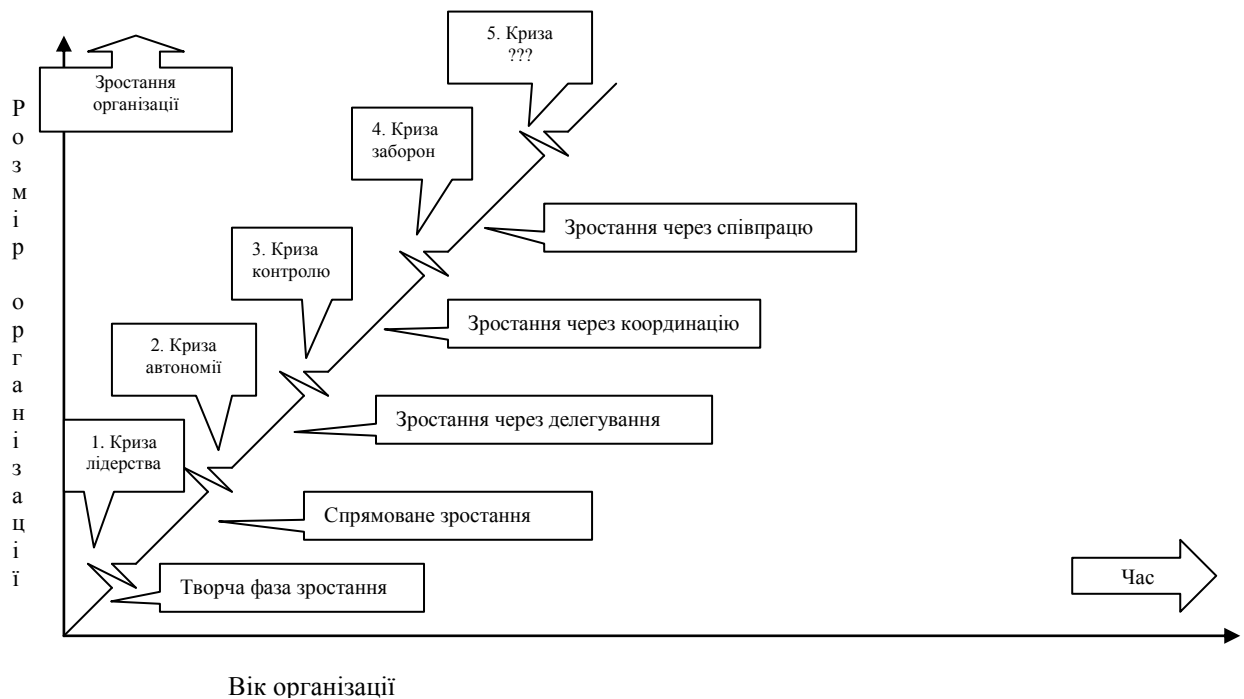 5. Криза
???
Зростання
організації
4. Криза
заборон
Розмір організації
Зростання через співпрацю
3. Криза
контролю
Зростання через координацію
2. Криза
автономії
Зростання через делегування
1. Криза
лідерства
Спрямоване зростання
Творча фаза зростання
Час
Вік організації